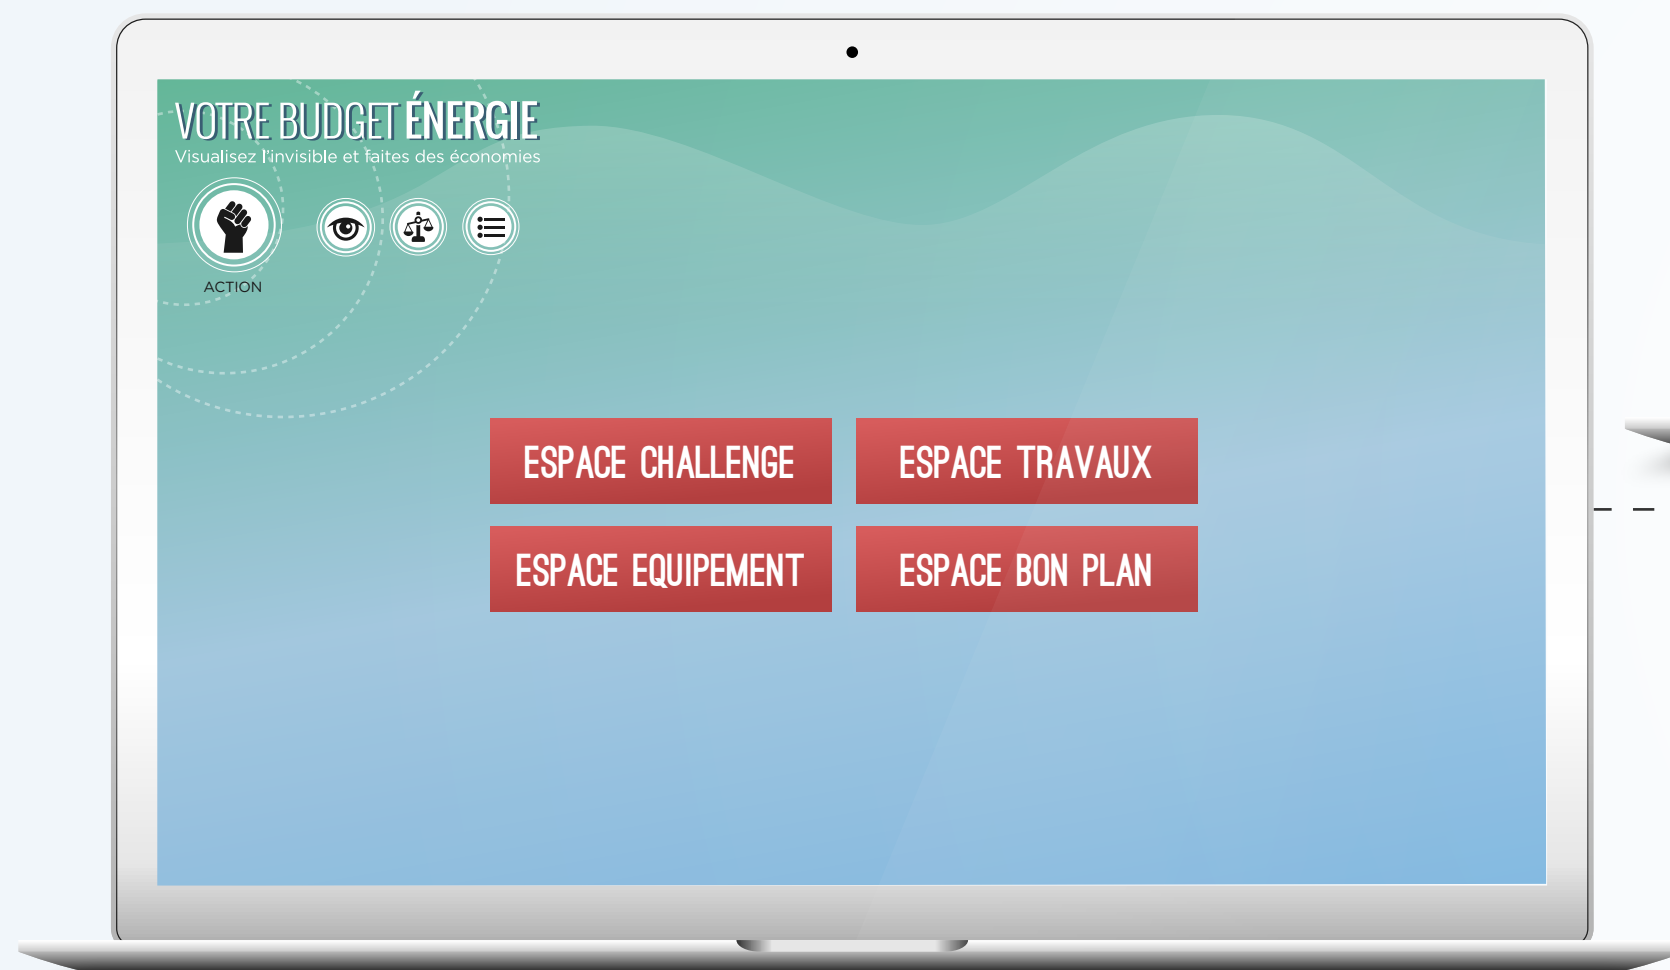 VOTRE BUDGET ÉNERGIE
Visualisez l'invisible et faites des économies
ACTION
ESPACE CHALLENGE
ESPACE TRAVAUX
ESPACE EQUIPEMENT
ESPACE BON PLAN